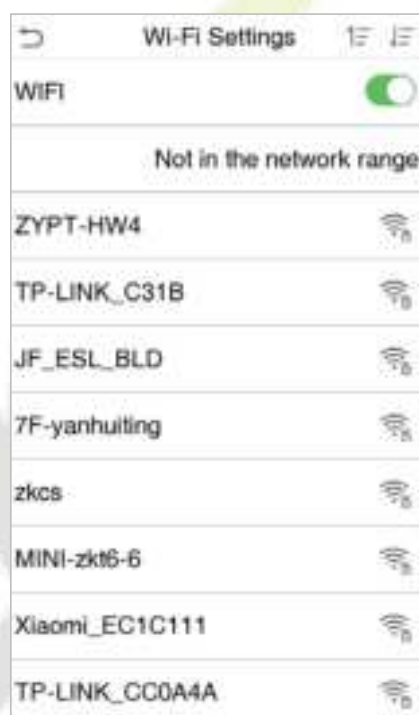 Wi-Fi Settings
WIFI
Not in the network range
ZYPT-HW4
TP-LINK_C31B
JF_ESL_BLD
7F-yanhuiting
zkcs
MINI-zkt6-6
Xiaomi_EC1C111
TP-LINK_CC0A4A